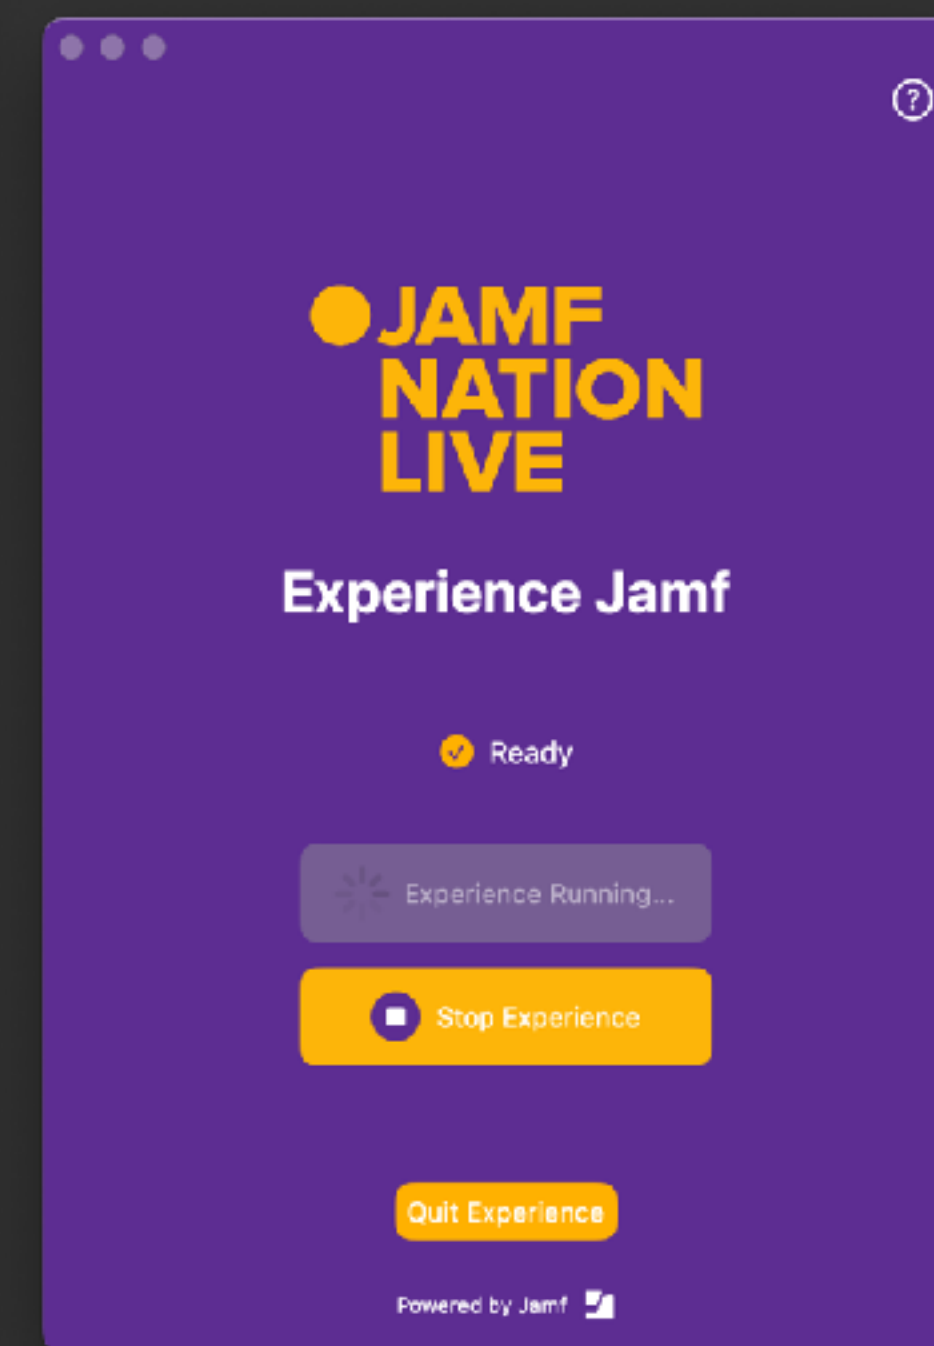 ?
JAMF
NATION
LIVE
Experience Jamf
Ready
Experience Running...
Stop Experience
Quit Experience
Powered by Jamf